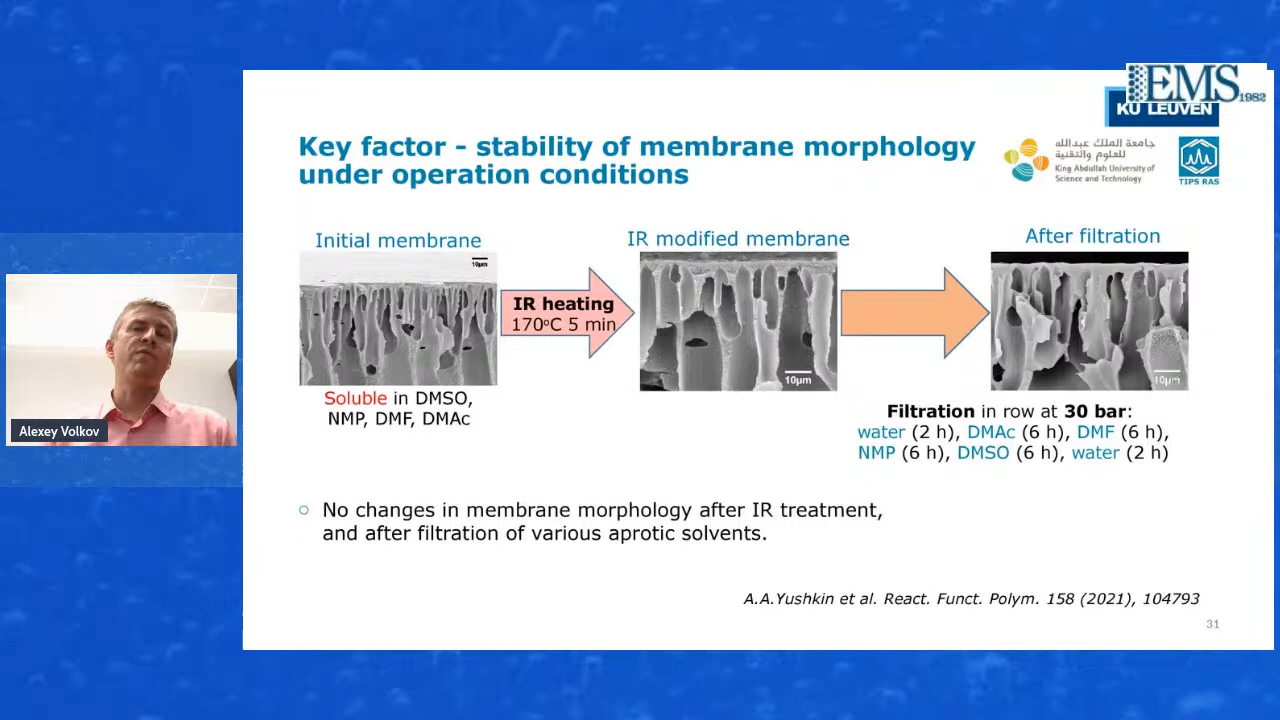 EMS 1982
KU LEUVEN
Key factor - stability of membrane morphology
under operation conditions
جامعة الملك عبدالله
للعلوم والتقنية
King Abdullah University of
Science and Technology
TIPS RAS
Initial membrane
10µm
Soluble in DMSO,
NMP, DMF, DMAc
IR heating
170°C 5 min
IR modified membrane
10µm
After filtration
10µm
Filtration in row at 30 bar:
water (2 h), DMAc (6 h), DMF (6 h),
NMP (6 h), DMSO (6 h), water (2 h)
Alexey Volkov
○ No changes in membrane morphology after IR treatment,
and after filtration of various aprotic solvents.
A.A.Yushkin et al. React. Funct. Polym. 158 (2021), 104793
31